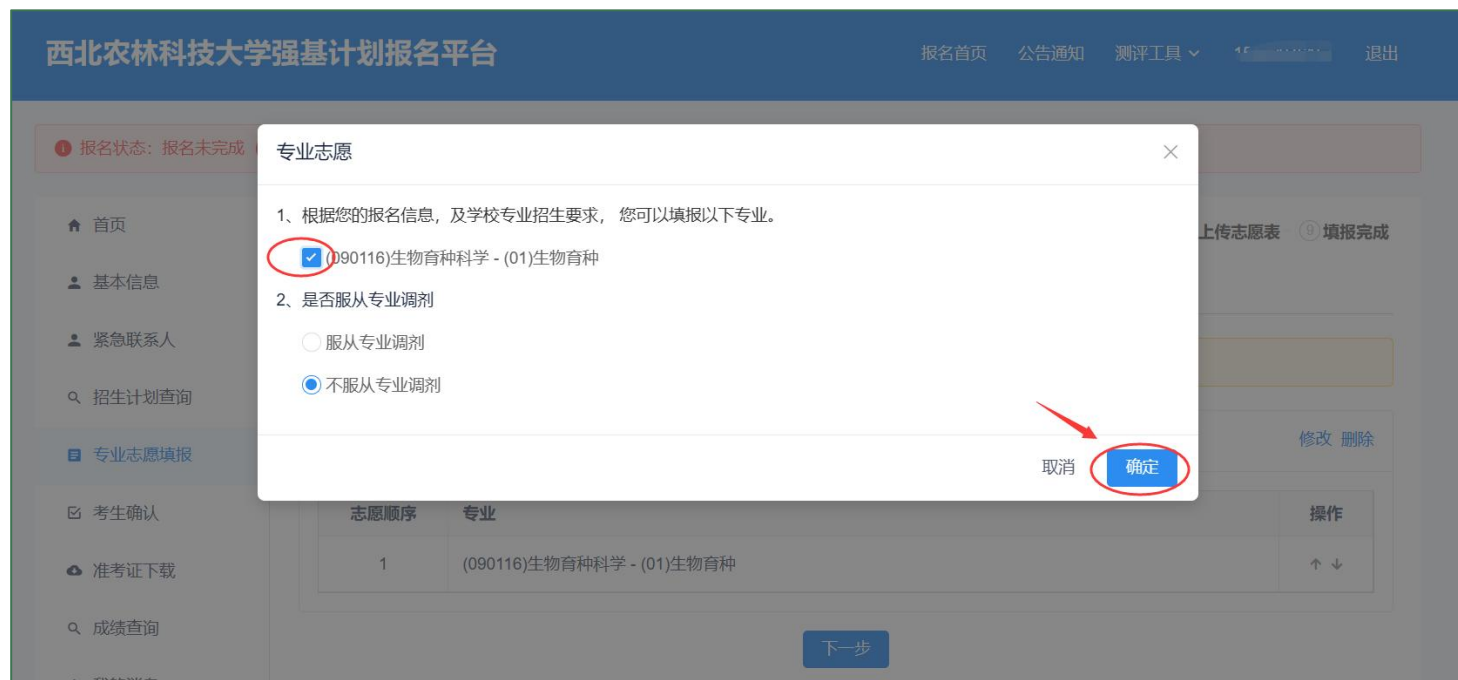 西北农林科技大学强基计划报名平台
报名首页 公告通知 测评工具 退出
报名状态：报名未完成
专业志愿
1、根据您的报名信息，及学校专业招生要求， 您可以填报以下专业。
(090116)生物育种科学 - (01)生物育种
2、是否服从专业调剂
服从专业调剂
不服从专业调剂
取消 确定
首页
基本信息
紧急联系人
招生计划查询
专业志愿填报
考生确认
准考证下载
成绩查询
上传志愿表 ⑨填报完成
修改 删除
志愿顺序 专业 操作
1 (090116)生物育种科学 - (01)生物育种 ↑ ↓
下一步